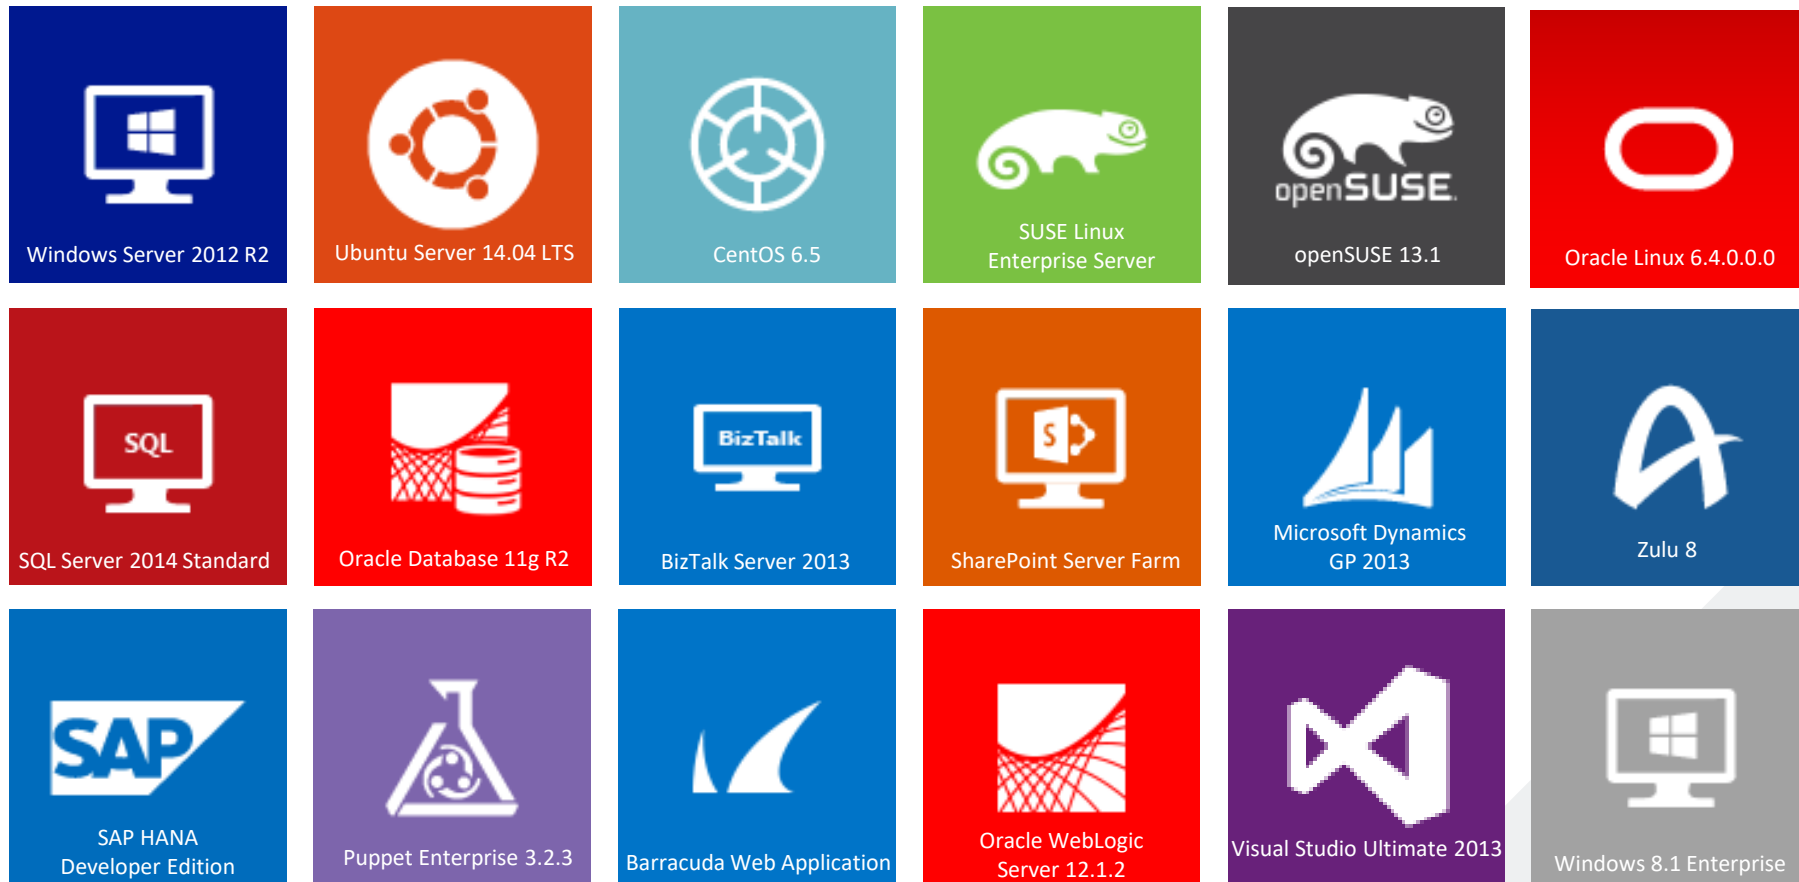 Windows Server 2012 R2
Ubuntu Server 14.04 LTS
CentOS 6.5
SUSE Linux
Enterprise Server
openSUSE.
openSUSE 13.1
Oracle Linux 6.4.0.0.0
SQL
SQL Server 2014 Standard
Oracle Database 11g R2
BizTalk
BizTalk Server 2013
S
SharePoint Server Farm
Microsoft Dynamics
GP 2013
Zulu 8
SAP
SAP HANA
Developer Edition
Puppet Enterprise 3.2.3
Barracuda Web Application
Oracle WebLogic
Server 12.1.2
Visual Studio Ultimate 2013
Windows 8.1 Enterprise